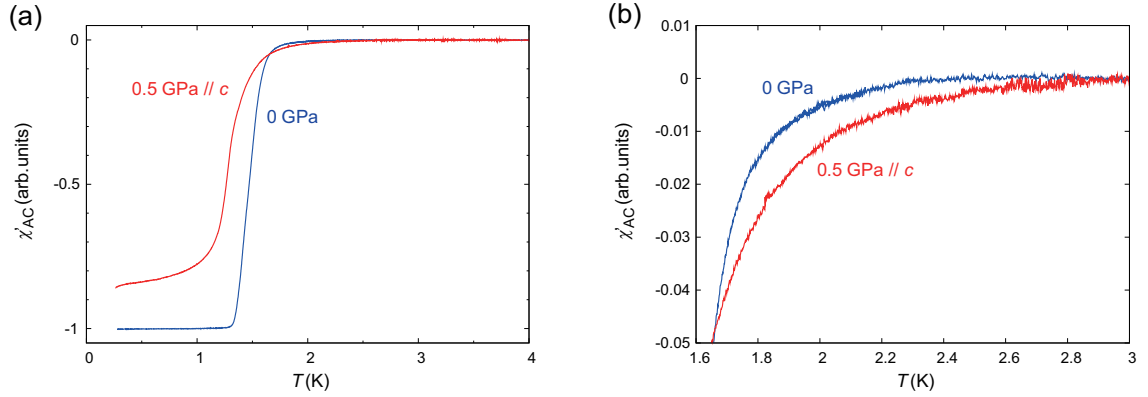 (a)
0
-0.5
-1
χ'AC (arb.units)
0.5 GPa // c
0 GPa
0
1
2
3
4
T (K)
(b)
0.01
0
-0.01
-0.02
-0.03
-0.04
-0.05
χ'AC (arb.units)
0 GPa
0.5 GPa // c
1.6
1.8
2
2.2
2.4
2.6
2.8
3
T (K)